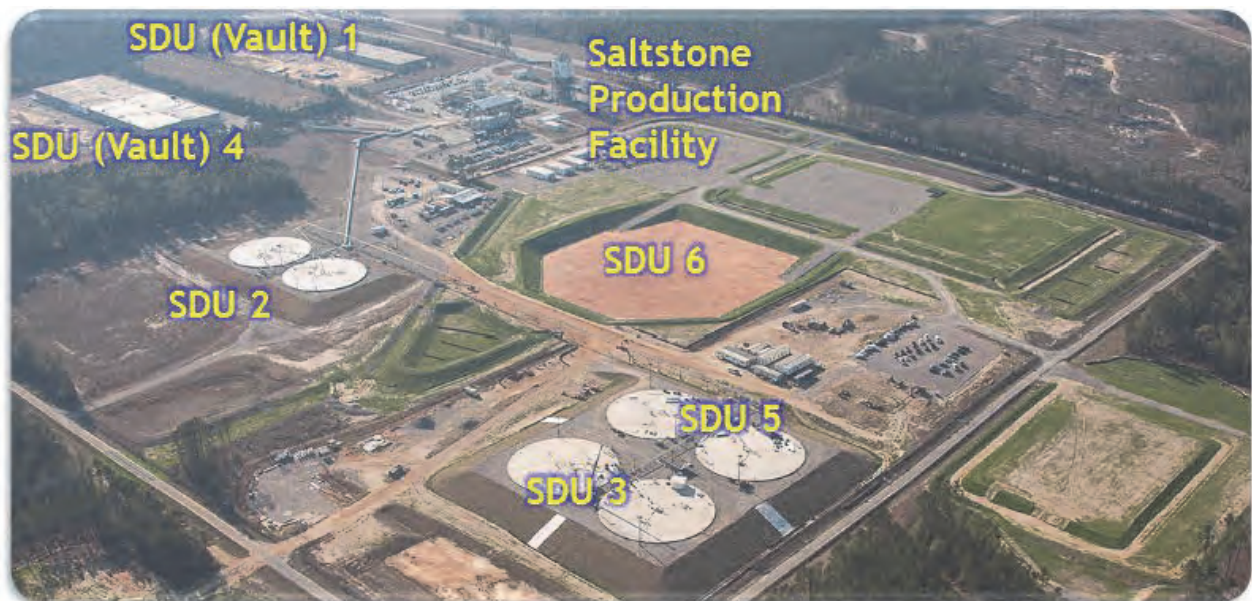 SDU (Vault) 1
Saltstone
Production
Facility
SDU (Vault) 4
SDU 6
SDU 2
SDU 5
SDU 3